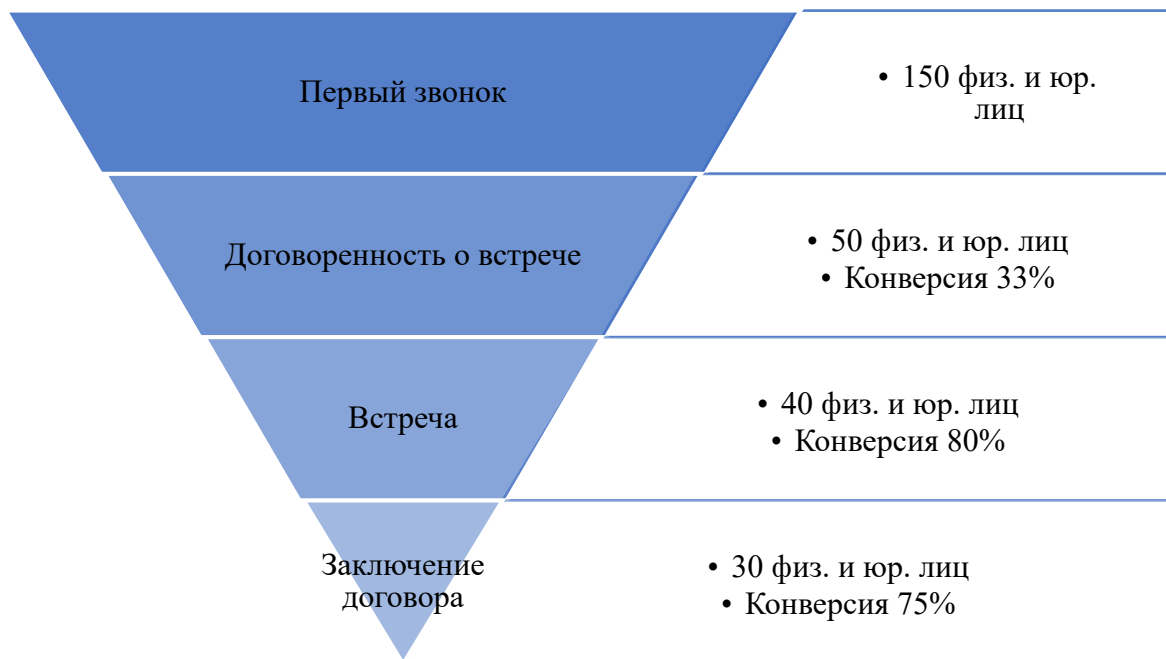 Первый звонок
• 150 физ. и юр.
лиц
Договоренность о встрече
• 50 физ. и юр. лиц
• Конверсия 33%
Встреча
• 40 физ. и юр. лиц
• Конверсия 80%
Заключение
договора
• 30 физ. и юр. лиц
• Конверсия 75%